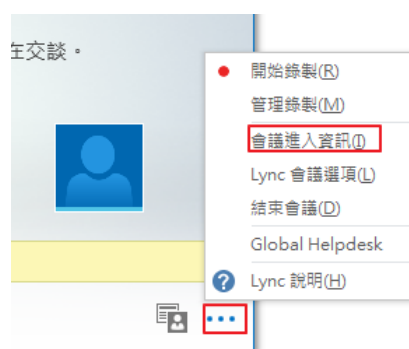 在交談。
開始錄製(R)
管理錄製(M)
會議進入資訊(I)
Lync 會議選項(L)
結束會議(D)
Global Helpdesk
Lync 說明(H)